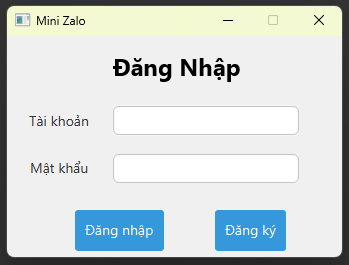 Mini Zalo
Đăng Nhập
Tài khoản
Mật khẩu
Đăng nhập Đăng ký